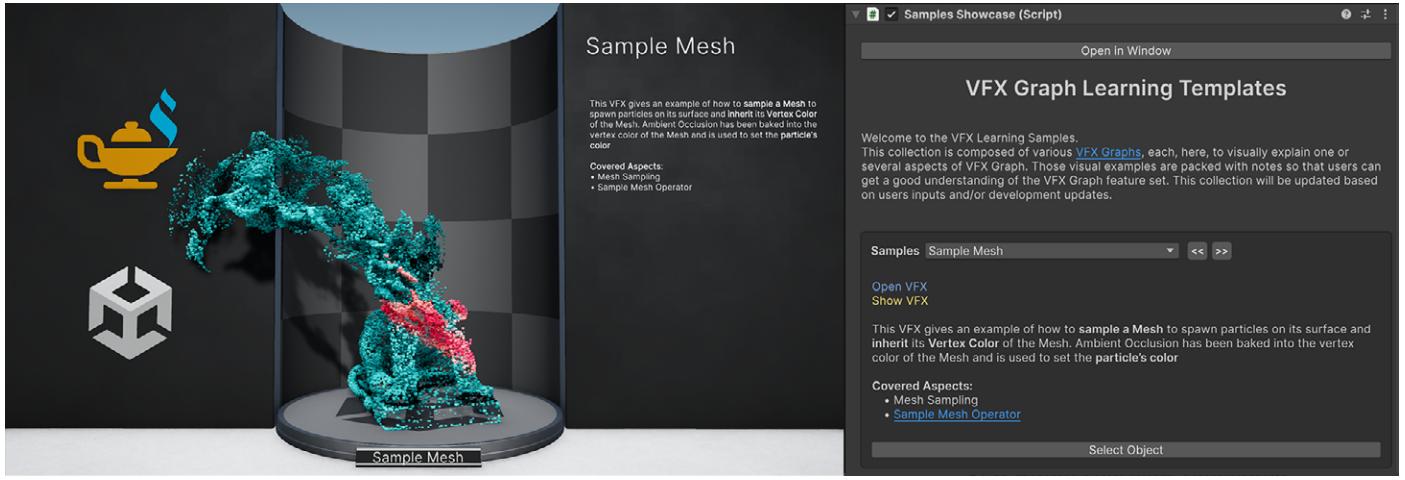 Sample Mesh
This VFX gives an example of how to sample a Mesh to
spawn particles on its surface and inherit its Vertex Color
of the Mesh. Ambient Occlusion has been baked into the
vertex color of the Mesh and is used to set the particle's
color
Covered Aspects:
• Mesh Sampling
• Sample Mesh Operator
Sample Mesh
# Samples Showcase (Script)
Open in Window
VFX Graph Learning Templates
Welcome to the VFX Learning Samples.
This collection is composed of various VFX Graphs, each, here, to visually explain one or
several aspects of VFX Graph. Those visual examples are packed with notes so that users can
get a good understanding of the VFX Graph feature set. This collection will be updated based
on users inputs and/or development updates.
Samples Sample Mesh << >>
Open VFX
Show VFX
This VFX gives an example of how to sample a Mesh to spawn particles on its surface and
inherit its Vertex Color of the Mesh. Ambient Occlusion has been baked into the vertex
color of the Mesh and is used to set the particle's color
Covered Aspects:
• Mesh Sampling
• Sample Mesh Operator
Select Object